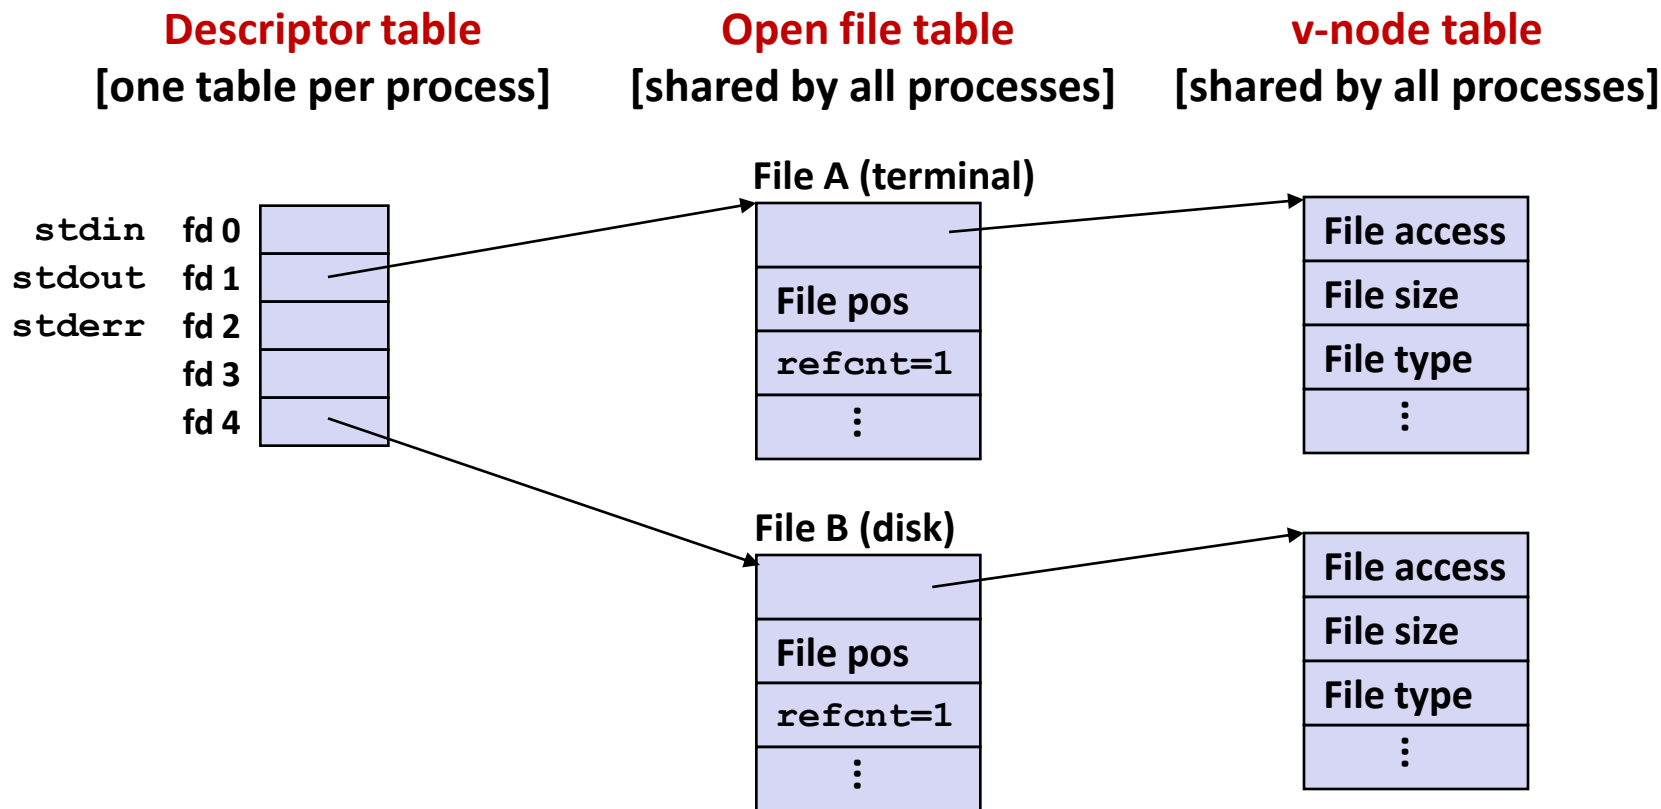 Descriptor table
[one table per process]
Open file table
[shared by all processes]
v-node table
[shared by all processes]
stdin fd 0
stdout fd 1
stderr fd 2
fd 3
fd 4
File A (terminal)
File pos
refcnt=1
⋮
File access
File size
File type
⋮
File B (disk)
File pos
refcnt=1
⋮
File access
File size
File type
⋮